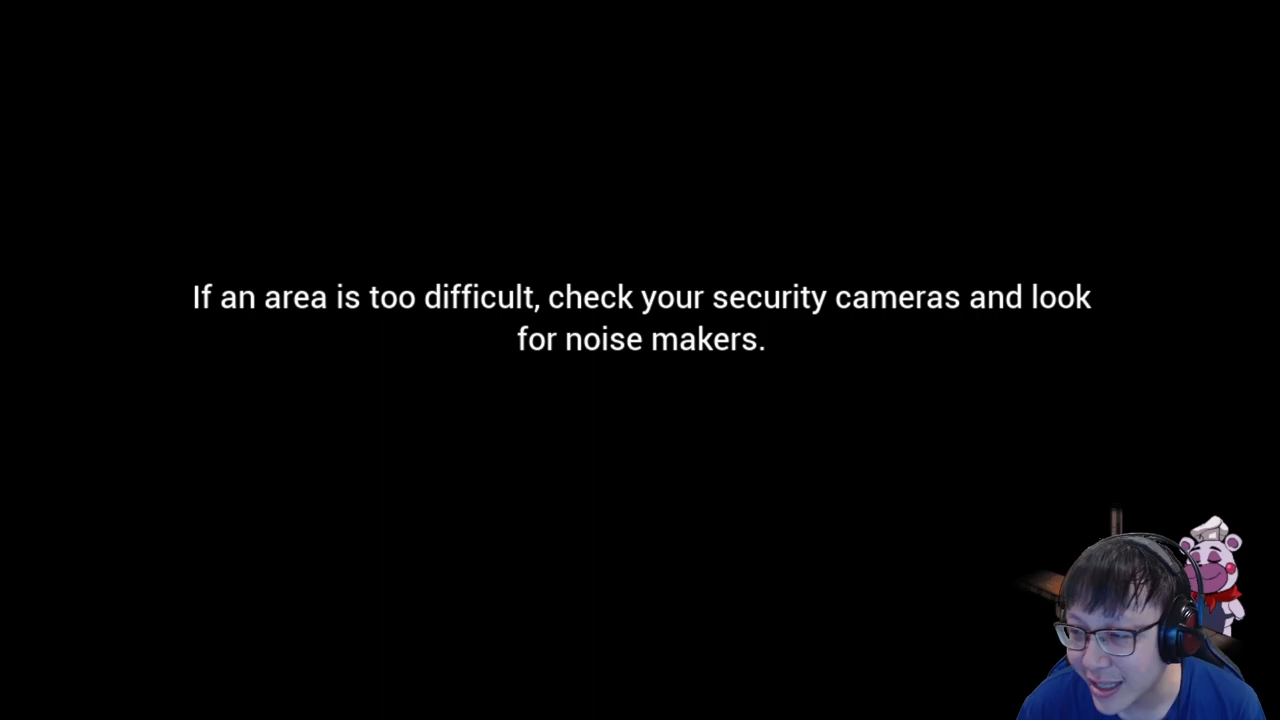 If an area is too difficult, check your security cameras and look
for noise makers.